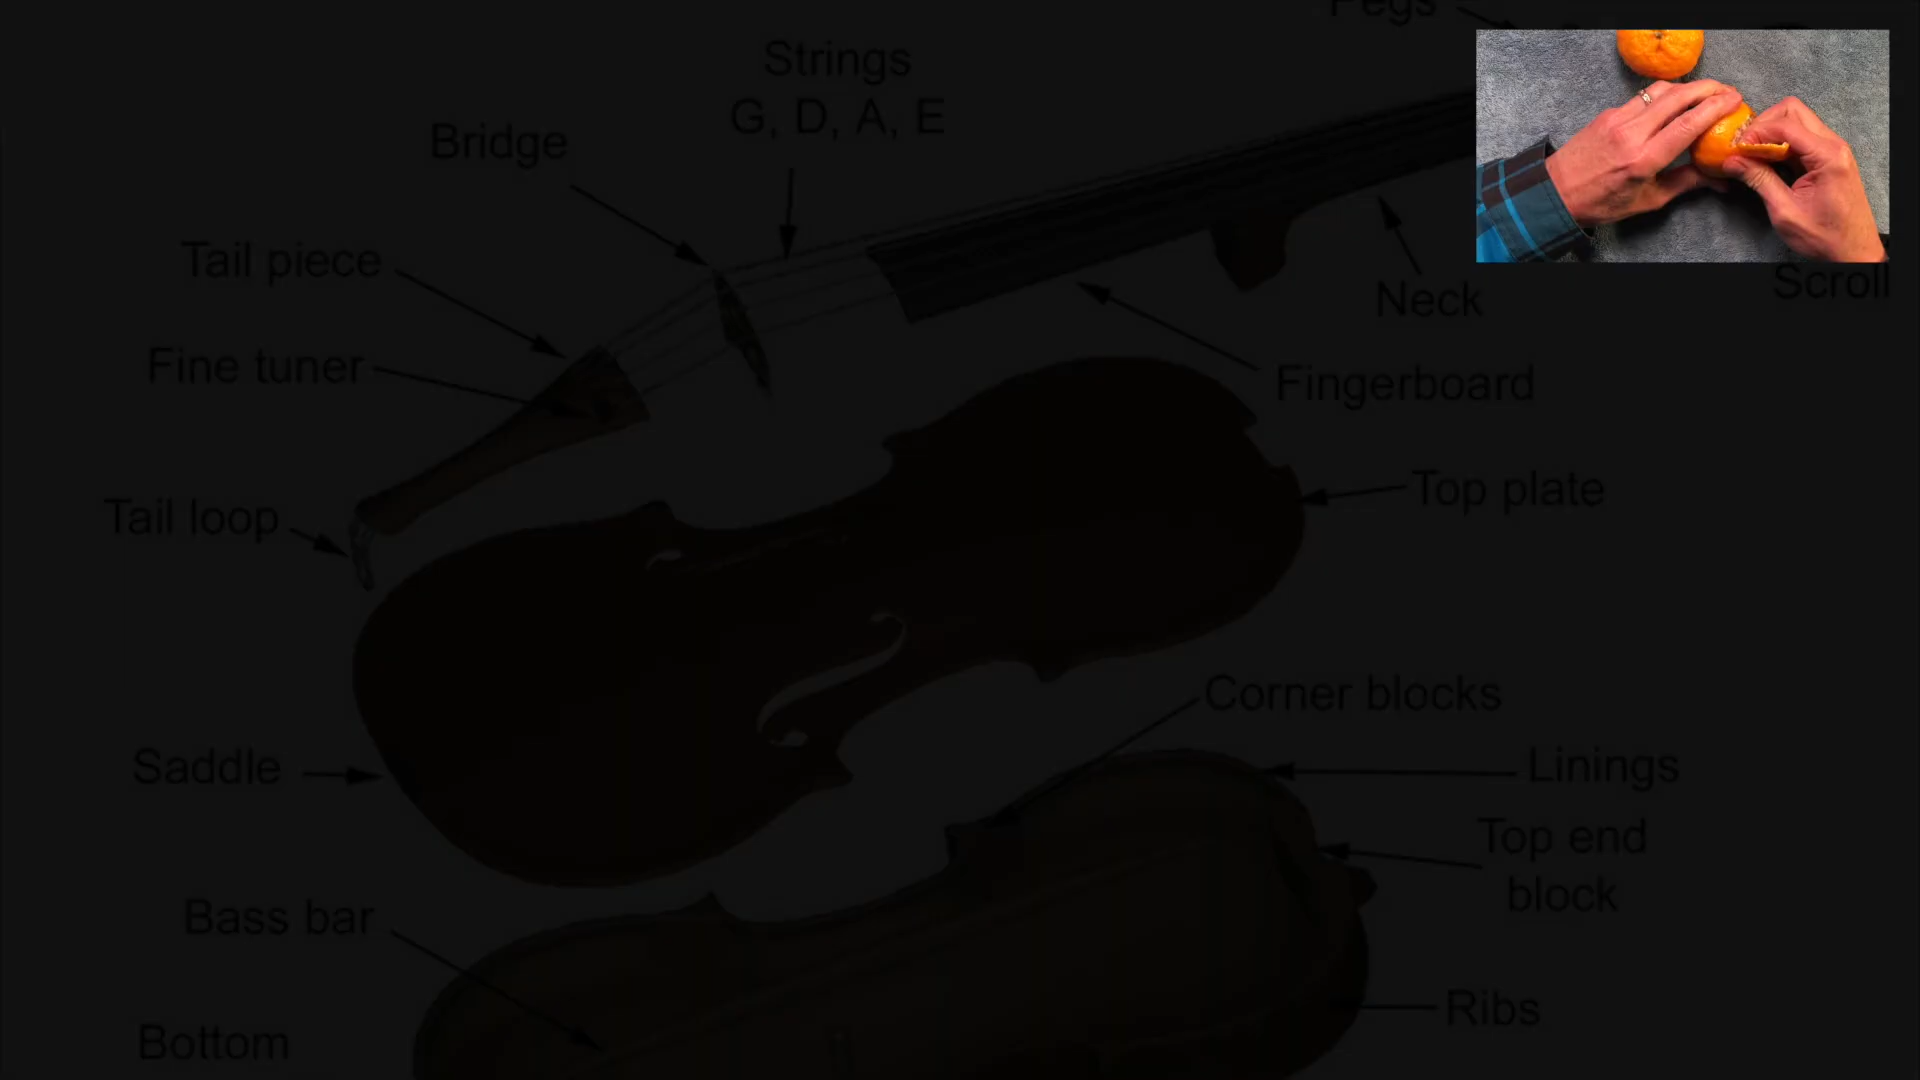 Pegs
Strings
G, D, A, E
Bridge
Tail piece
Scroll
Neck
Fine tuner
Fingerboard
Top plate
Tail loop
Corner blocks
Saddle
Linings
Top end
block
Bass bar
Ribs
Bottom